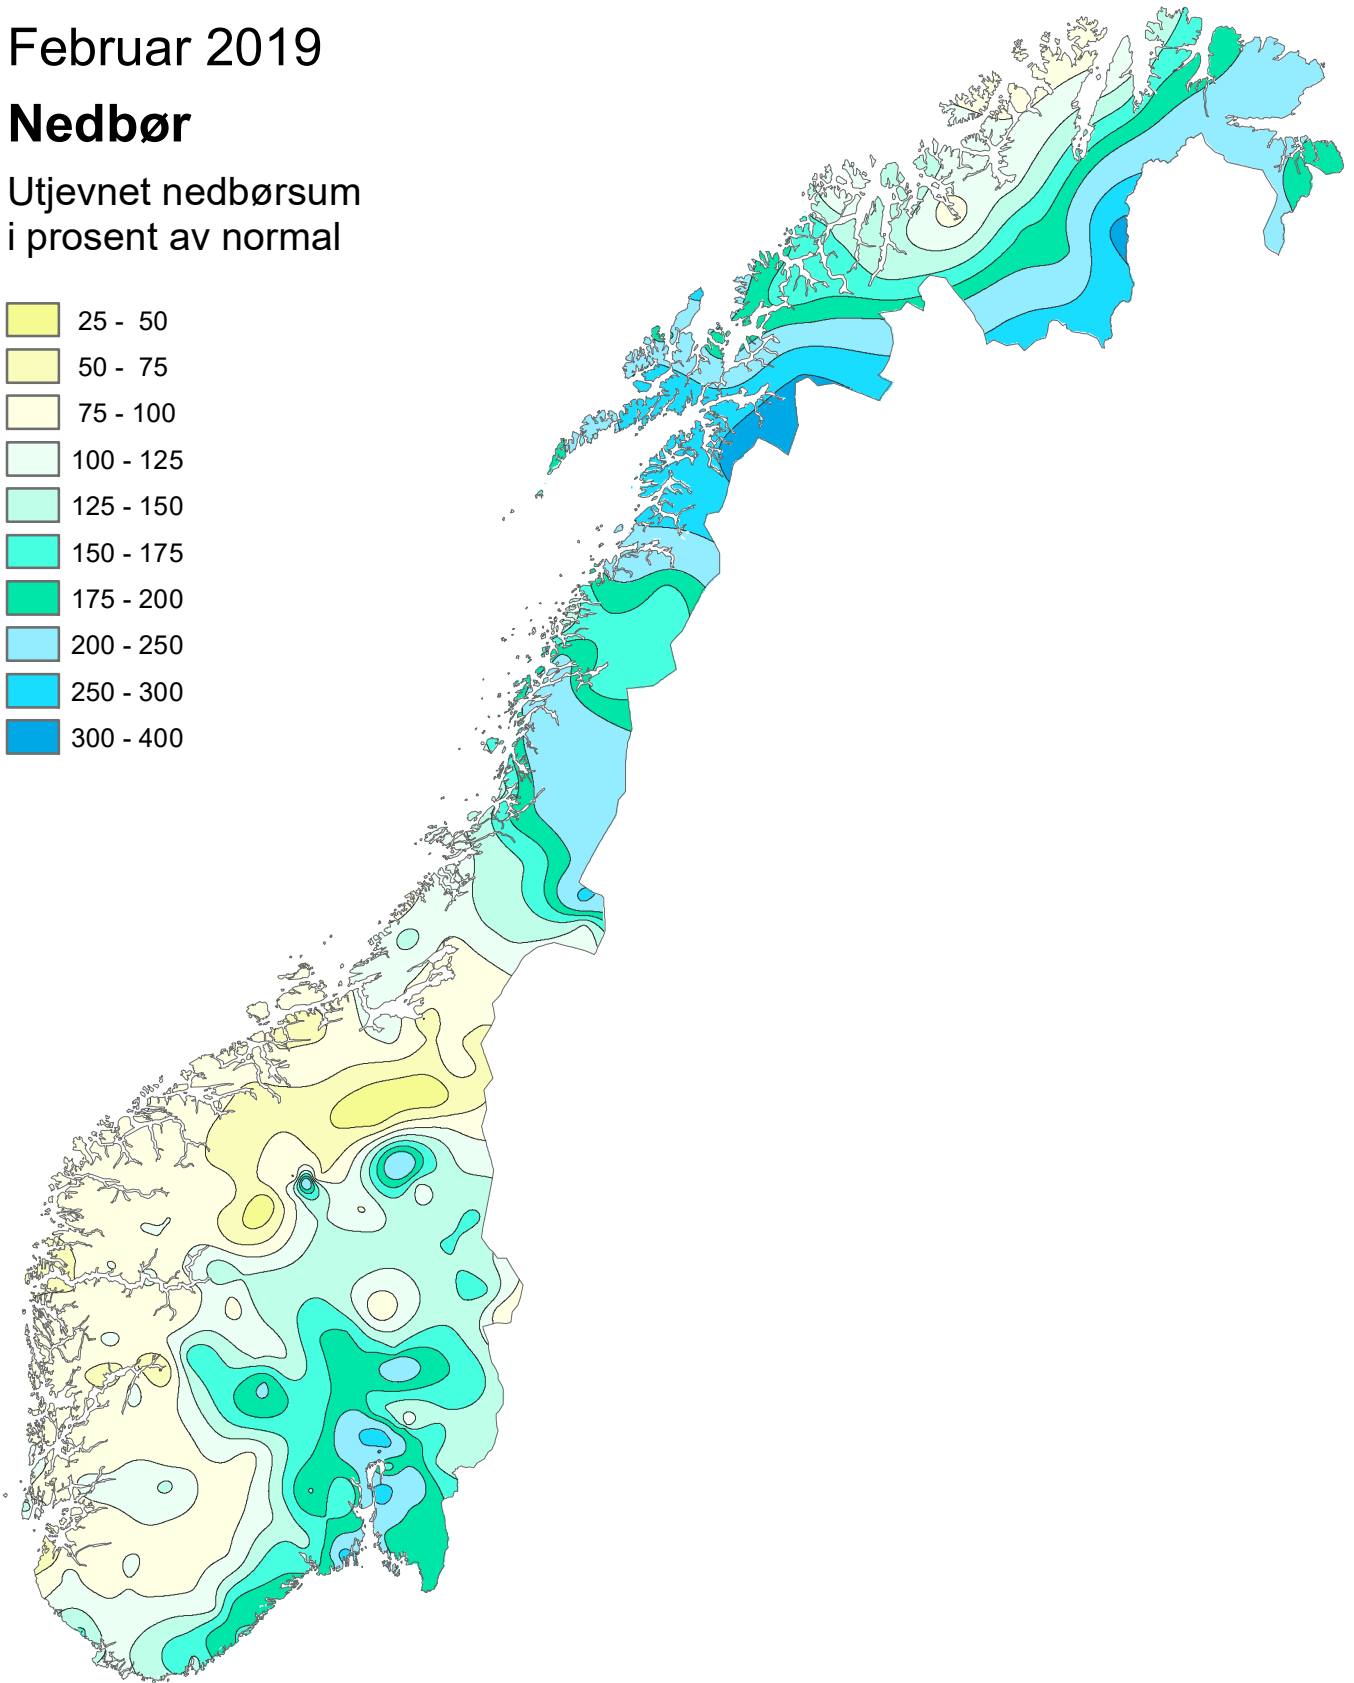 Februar 2019
Nedbør
Utjevnet nedbørsum
i prosent av normal
25 - 50
50 - 75
75 - 100
100 - 125
125 - 150
150 - 175
175 - 200
200 - 250
250 - 300
300 - 400